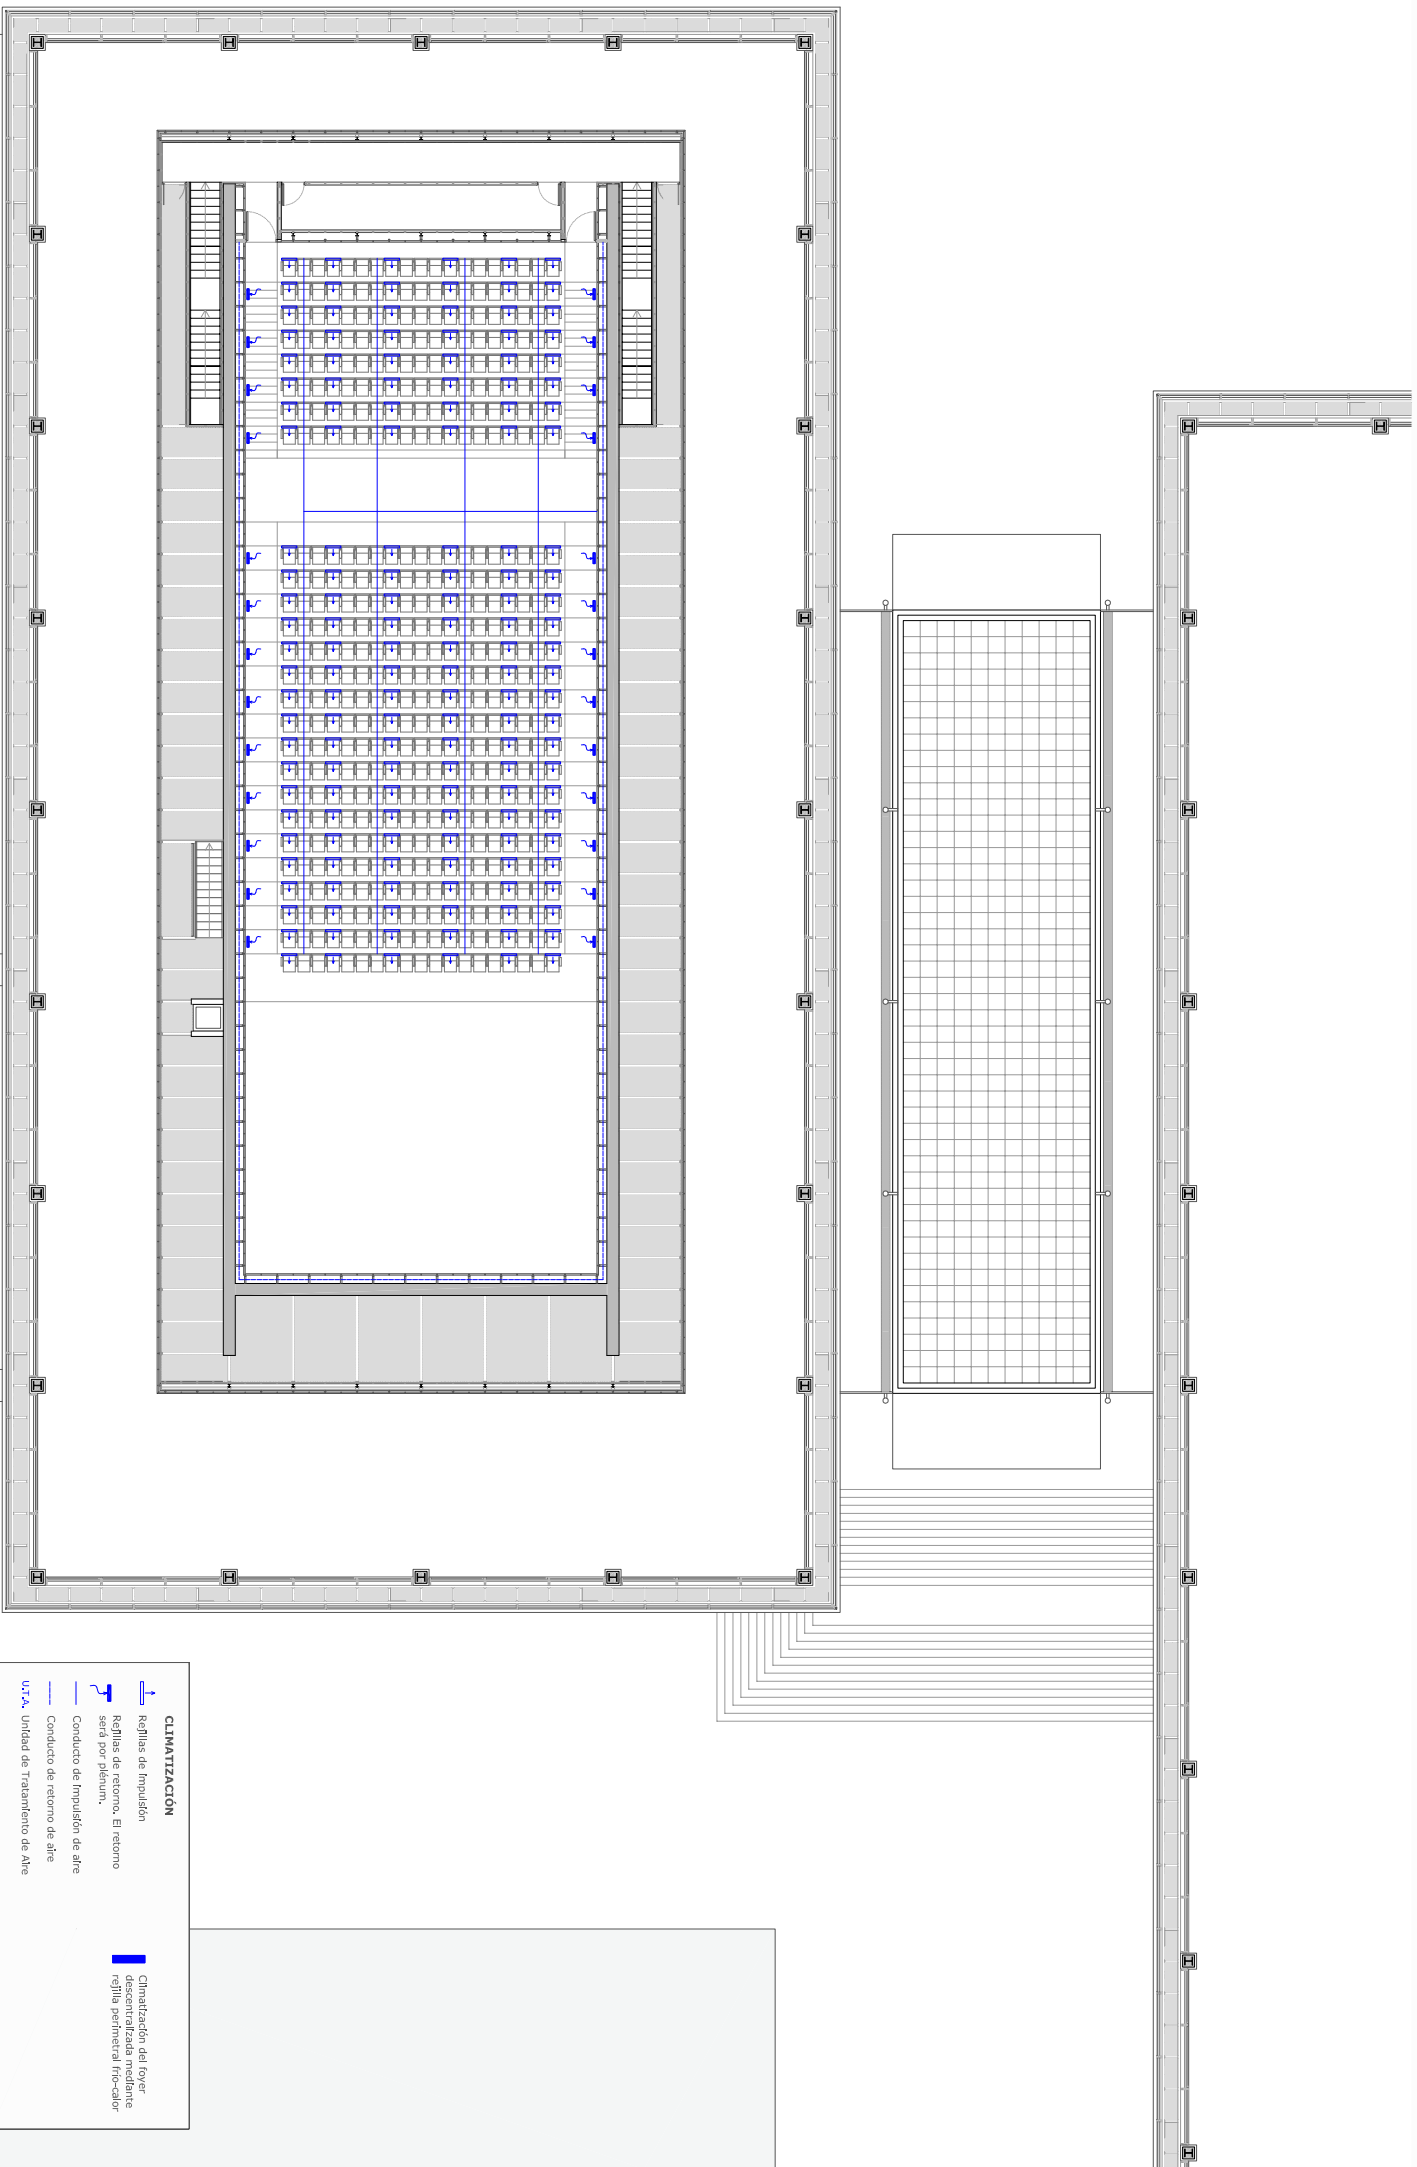 CLIMATIZACIÓN
Rejillas de impulsión
Rejillas de retorno. El retorno
será por plénum.
Conducto de impulsión de aire
Conducto de retorno de aire
U.T.A. Unidad de Tratamiento de Aire
Climatización del foyer
descentralizada mediante
rejilla perimetral frío-calor